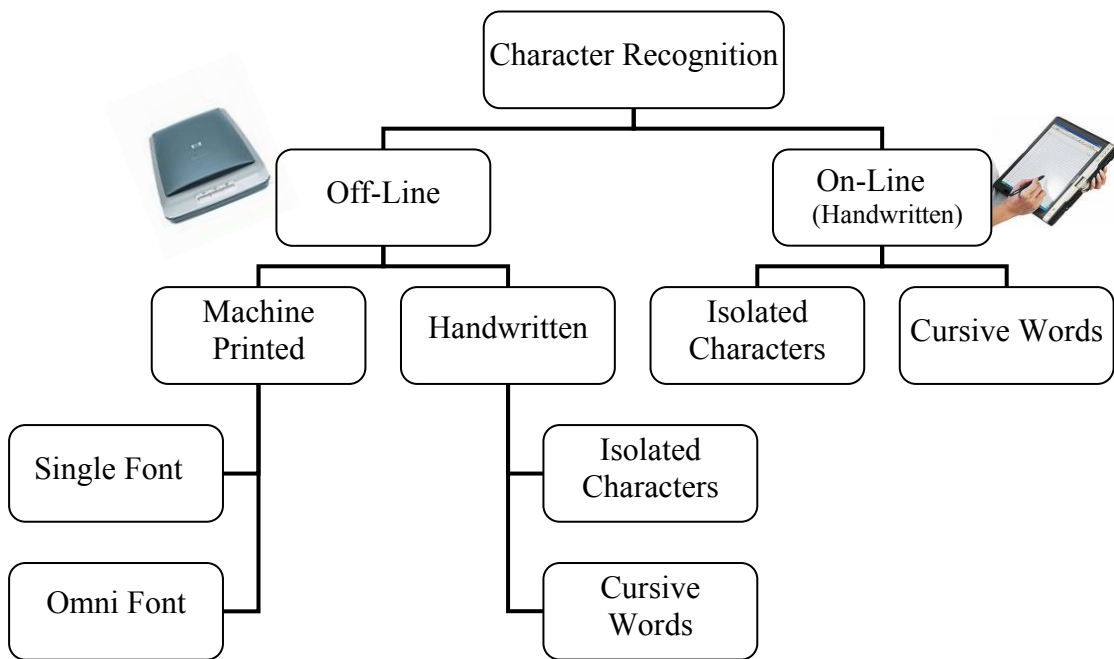 Character Recognition
Off-Line
On-Line
(Handwritten)
Machine
Printed
Handwritten
Isolated
Characters
Cursive Words
Single Font
Isolated
Characters
Omni Font
Cursive
Words